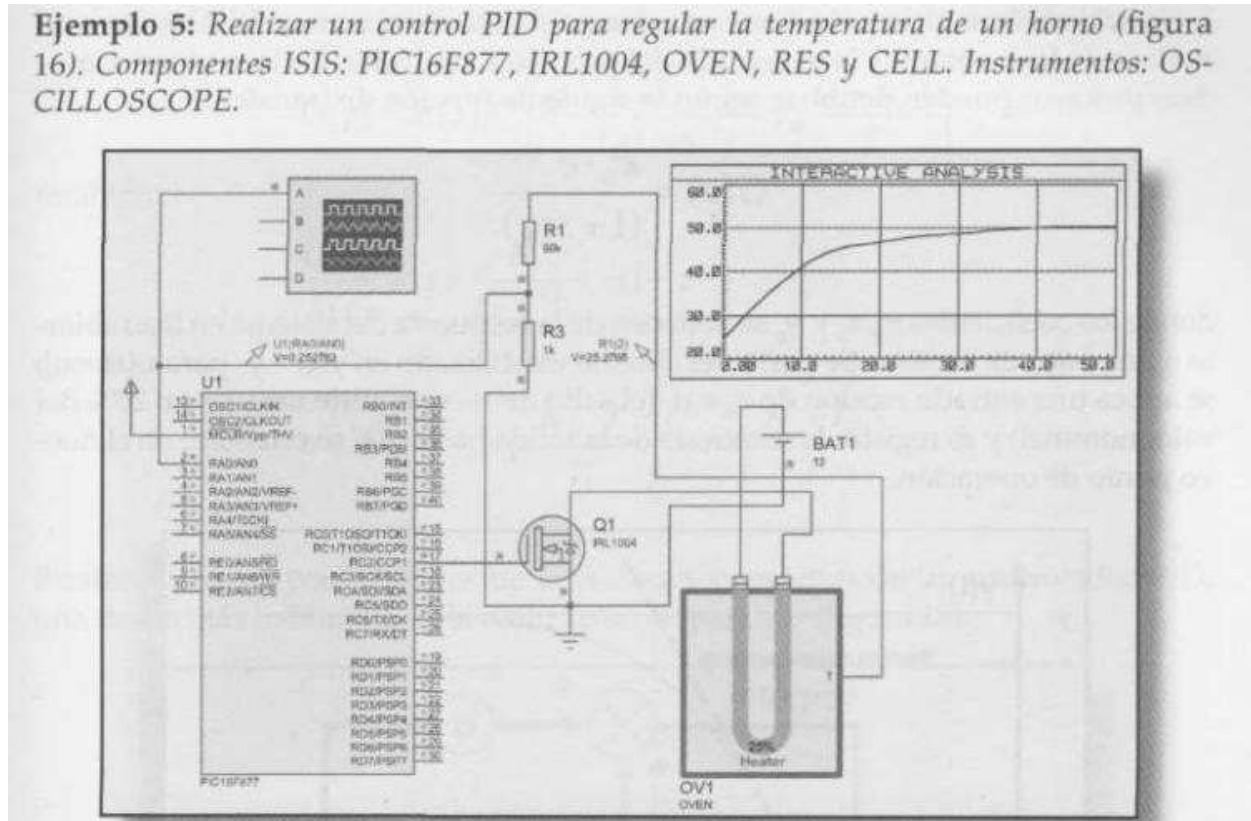 Ejemplo 5: Realizar un control PID para regular la temperatura de un horno (figura
16). Componentes ISIS: PIC16F877, IRL1004, OVEN, RES y CELL. Instrumentos: OS-
CILLOSCOPE.
INTERACTIVE ANALYSIS
60.0
50.0
40.0
30.0
20.0
0.00 10.0 20.0 30.0 40.0 50.0
A
B
C
D
R1
R3
1k
U1(RA0/AN0)
R1(2)
U1
OSC1/CLKIN
OSC2/CLKOUT
RA0/AN0
RA1/AN1
RA2/AN2/VREF-
RA3/AN3/VREF+
RA4/T0CKI
RA5/AN4/SS
RE0/AN5/RD
RE1/AN6/WR
RE2/AN7/CS
RB0/INT
RB1
RB2
RB3/PGM
RB4
RB5
RB6/PGC
RB7/PGD
RC0/T1OSO/T1CKI
RC1/T1OSI/CCP2
RC2/CCP1
RC3/SCK/SCL
RC4/SDI/SDA
RC5/SDO
RC6/TX/CK
RC7/RX/DT
RD0/PSP0
RD1/PSP1
RD2/PSP2
RD3/PSP3
RD4/PSP4
RD5/PSP5
RD6/PSP6
RD7/PSP7
PIC16F877
Q1
IRL1004
BAT1
12
T
25%
Heater
OV1
OVEN